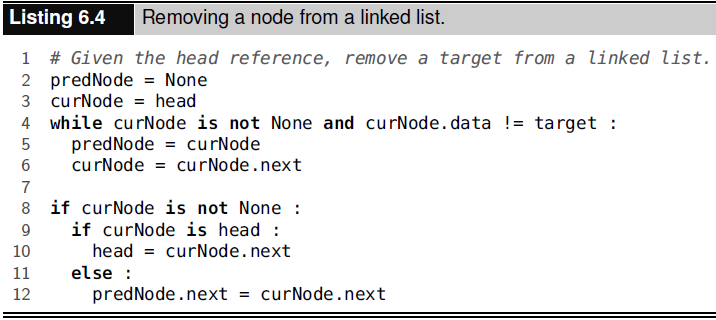 Listing 6.4 Removing a node from a linked list.
1 # Given the head reference, remove a target from a linked list.
2 predNode = None
3 curNode = head
4 while curNode is not None and curNode.data != target :
5   predNode = curNode
6   curNode = curNode.next
7
8 if curNode is not None :
9   if curNode is head :
10     head = curNode.next
11   else :
12     predNode.next = curNode.next